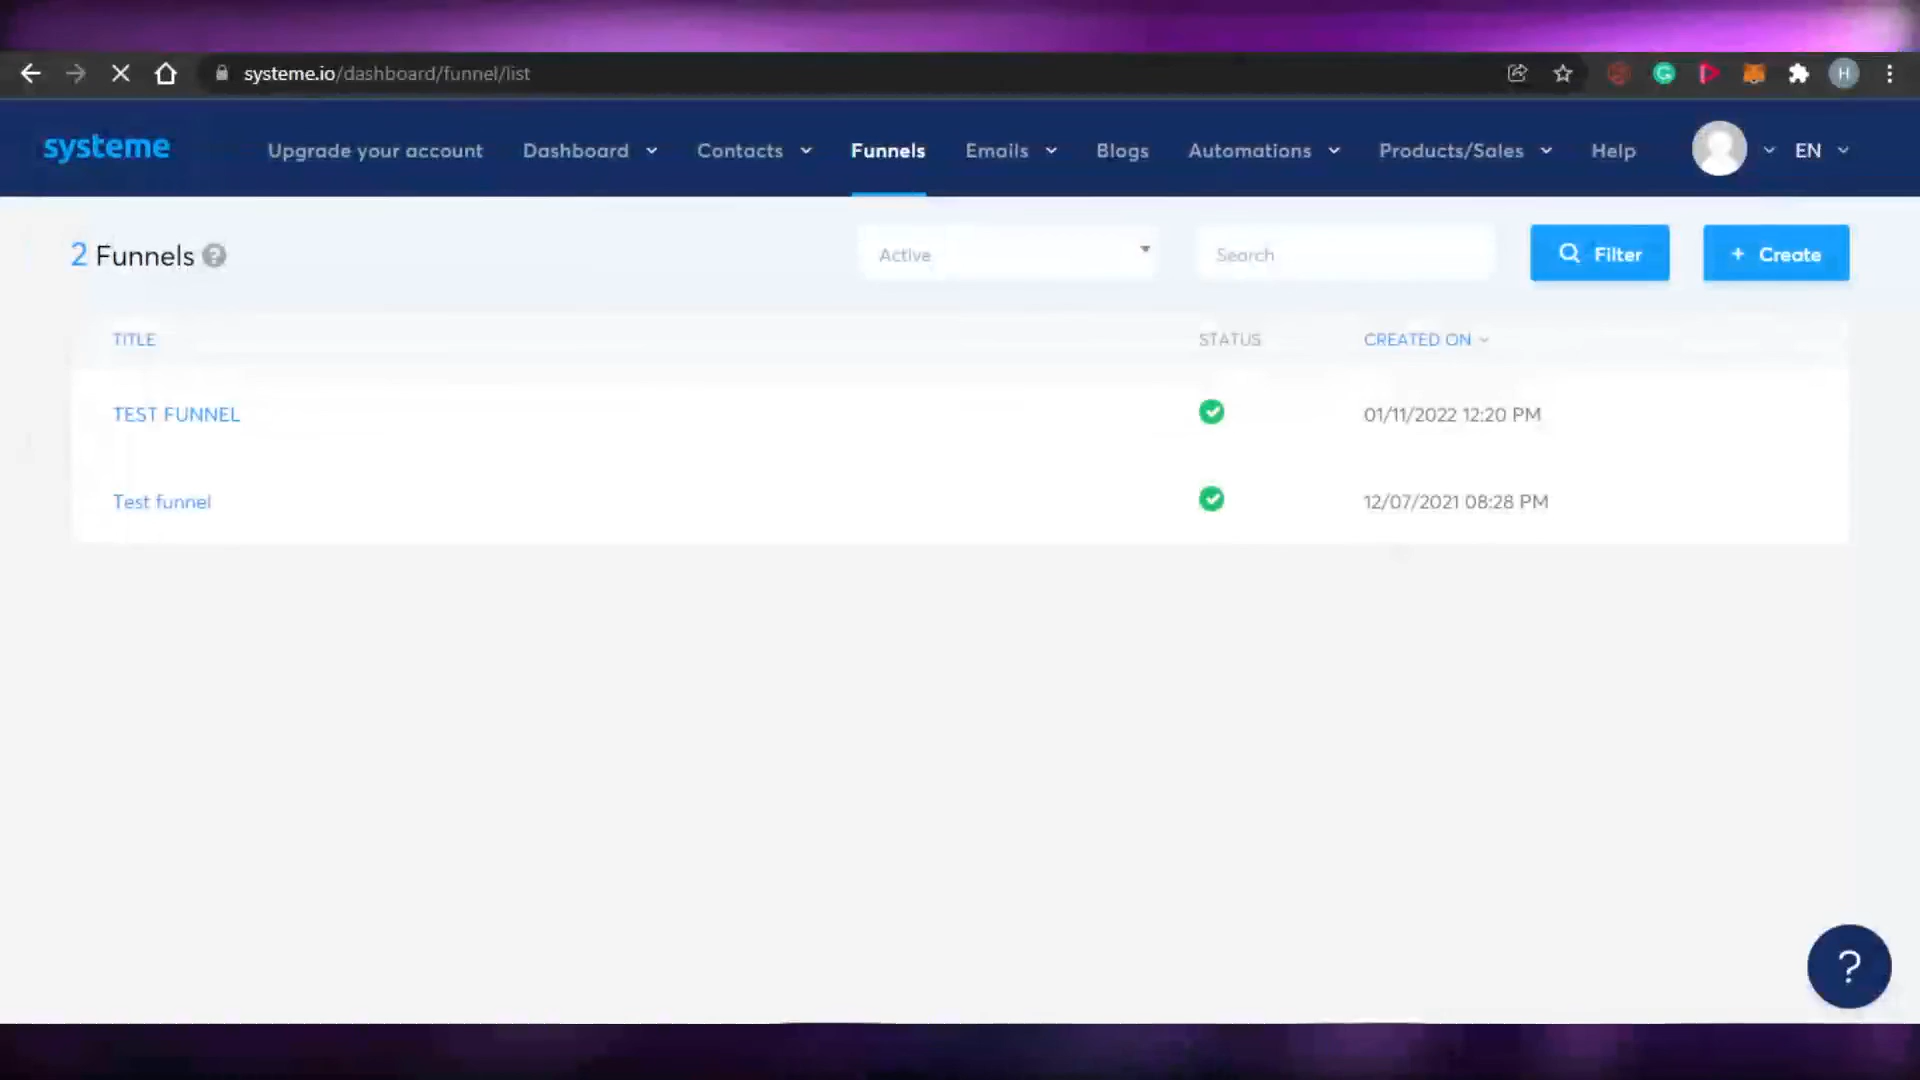 systeme.io/dashboard/funnel/list
H
systeme
Upgrade your account Dashboard Contacts Funnels Emails Blogs Automations Products/Sales Help EN
2 Funnels ?
Active
Search
Filter
+ Create
TITLE STATUS CREATED ON
TEST FUNNEL 01/11/2022 12:20 PM
Test funnel 12/07/2021 08:28 PM
?